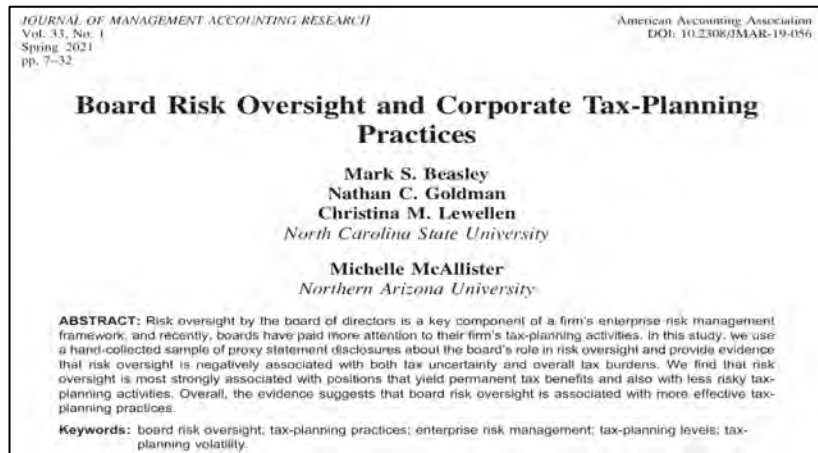 JOURNAL OF MANAGEMENT ACCOUNTING RESEARCH
American Accounting Association
Vol. 33, No. 1
DOI: 10.2308/JMAR-19-056
Spring 2021
pp. 7–32
Board Risk Oversight and Corporate Tax-Planning
Practices
Mark S. Beasley
Nathan C. Goldman
Christina M. Lewellen
North Carolina State University
Michelle McAllister
Northern Arizona University
ABSTRACT: Risk oversight by the board of directors is a key component of a firm's enterprise risk management
framework, and recently, boards have paid more attention to their firm's tax-planning activities. In this study, we use
a hand-collected sample of proxy statement disclosures about the board's role in risk oversight and provide evidence
that risk oversight is negatively associated with both tax uncertainty and overall tax burdens. We find that risk
oversight is most strongly associated with positions that yield permanent tax benefits and also with less risky tax-
planning activities. Overall, the evidence suggests that board risk oversight is associated with more effective tax-
planning practices.
Keywords: board risk oversight; tax-planning practices; enterprise risk management; tax-planning levels; tax-
planning volatility.